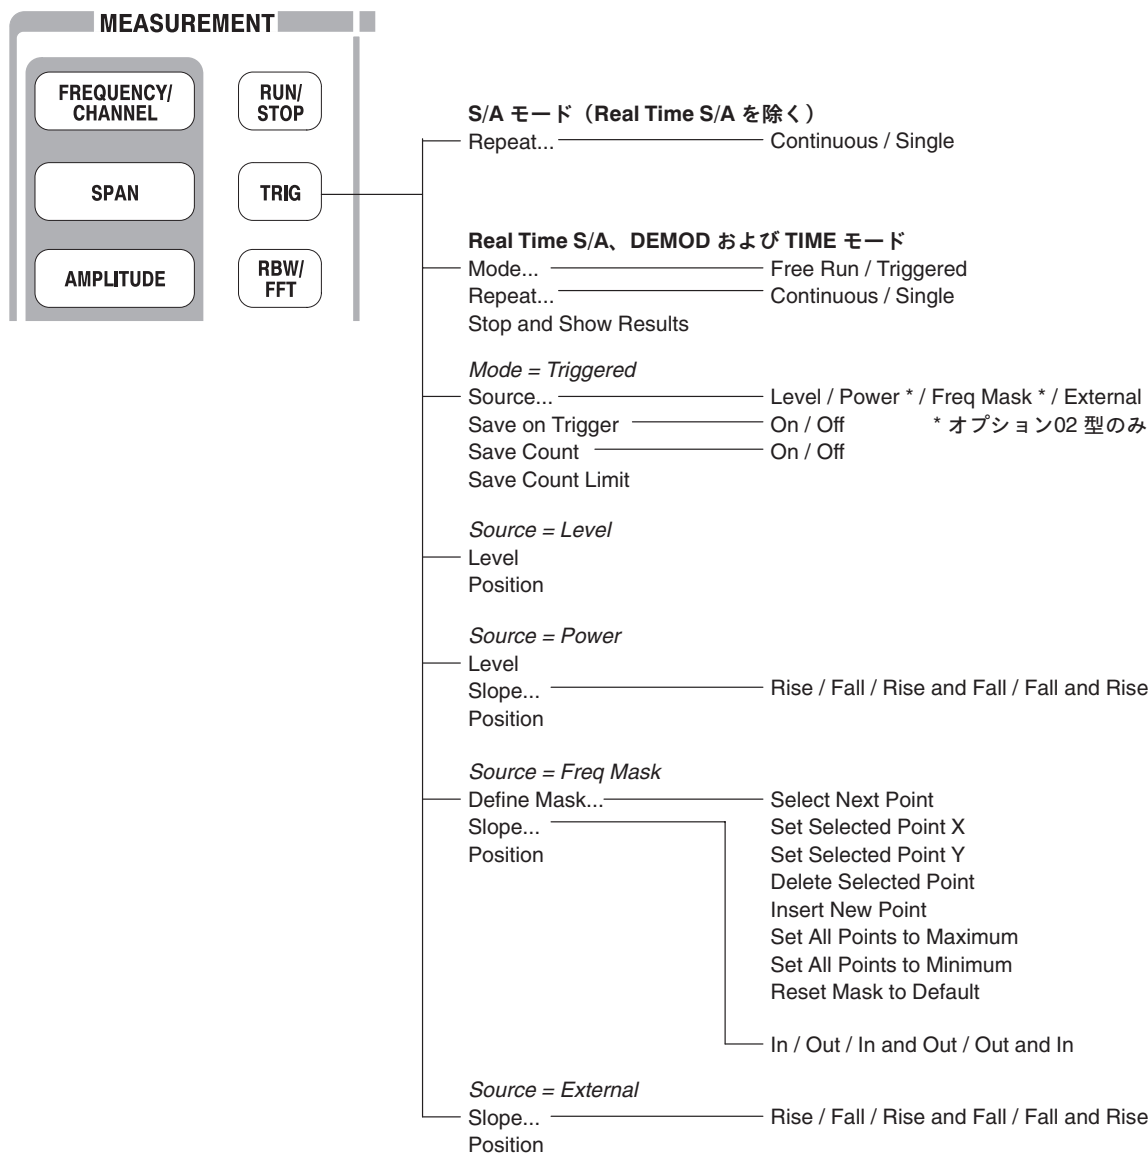 MEASUREMENT
FREQUENCY/
CHANNEL
RUN/
STOP
SPAN
TRIG
AMPLITUDE
RBW/
FFT
S/A モード（Real Time S/A を除く）
Repeat... Continuous / Single
Real Time S/A、DEMOD および TIME モード
Mode... Free Run / Triggered
Repeat... Continuous / Single
Stop and Show Results
Mode = Triggered
Source... Level / Power * / Freq Mask * / External
Save on Trigger On / Off * オプション02 型のみ
Save Count On / Off
Save Count Limit
Source = Level
Level
Position
Source = Power
Level
Slope... Rise / Fall / Rise and Fall / Fall and Rise
Position
Source = Freq Mask
Define Mask... Select Next Point
Slope... Set Selected Point X
Position Set Selected Point Y
Delete Selected Point
Insert New Point
Set All Points to Maximum
Set All Points to Minimum
Reset Mask to Default
In / Out / In and Out / Out and In
Source = External
Slope... Rise / Fall / Rise and Fall / Fall and Rise
Position